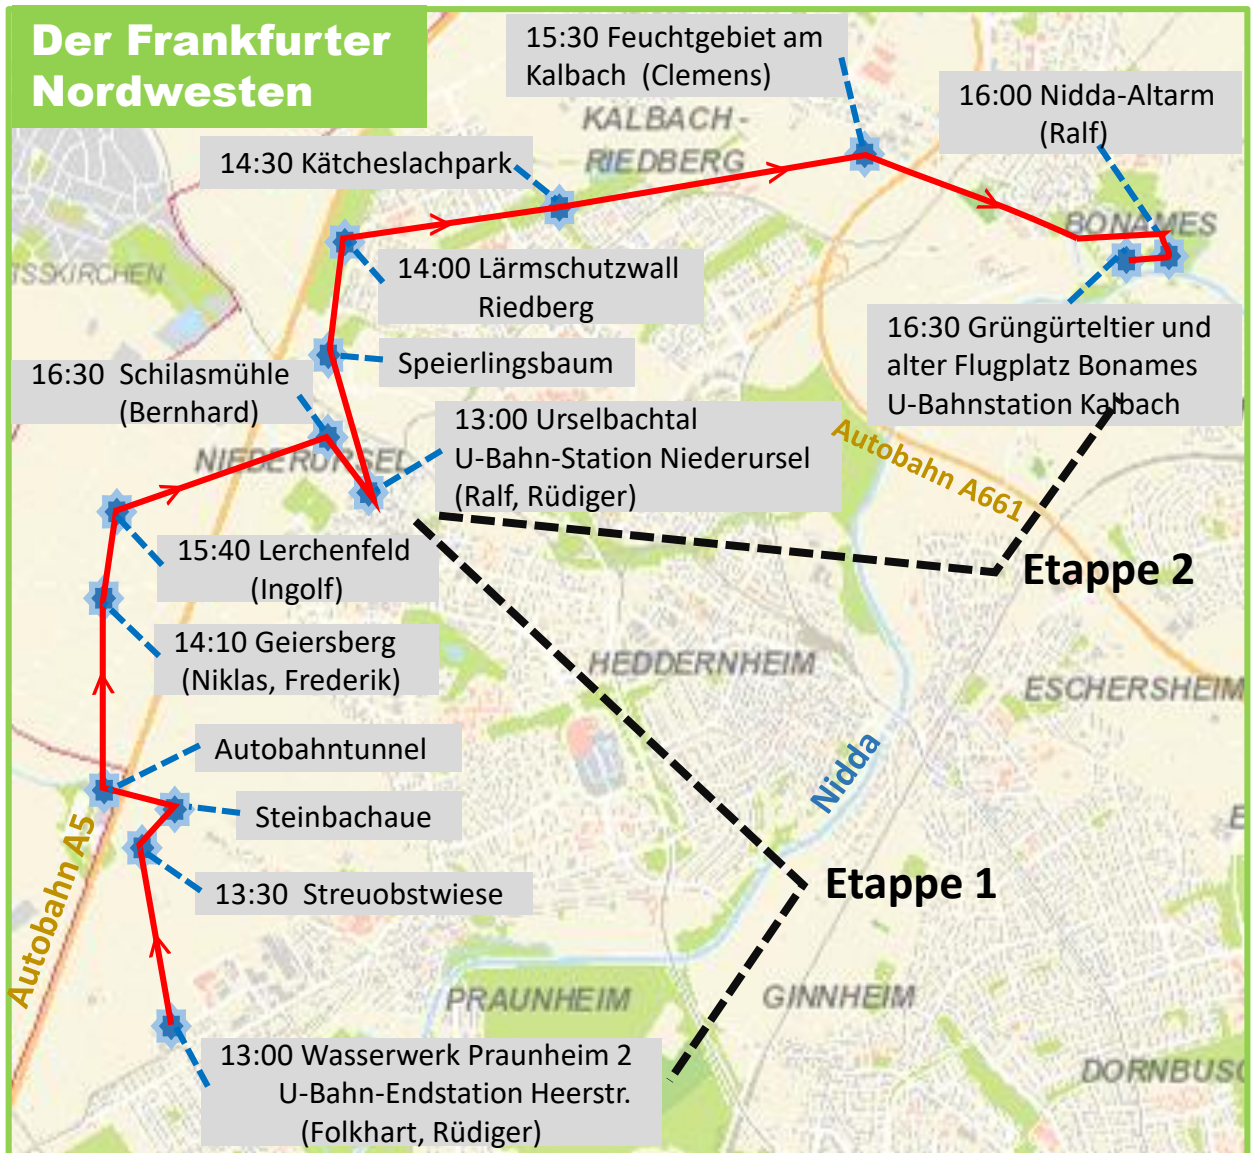 Der Frankfurter
Nordwesten
15:30 Feuchtgebiet am
Kalbach (Clemens)
16:00 Nidda-Altarm
(Ralf)
KALBACH-
RIEDBERG
14:30 Kätcheslachpark
BONAMES
14:00 Lärmschutzwall
Riedberg
ISSKIRCHEN
16:30 Grüngürteltier und
alter Flugplatz Bonames
U-Bahnstation Kalbach
Speierlingsbaum
16:30 Schilasmühle
(Bernhard)
13:00 Urselbachtal
U-Bahn-Station Niederursel
(Ralf, Rüdiger)
NIEDERURSEL
Autobahn A661
15:40 Lerchenfeld
(Ingolf)
Etappe 2
14:10 Geiersberg
(Niklas, Frederik)
HEDDERNHEIM
ESCHERSHEIM
Autobahntunnel
Nidda
Steinbachaue
E
Autobahn A5
13:30 Streuobstwiese
Etappe 1
PRAUNHEIM
GINNHEIM
13:00 Wasserwerk Praunheim 2
U-Bahn-Endstation Heerstr.
(Folkhart, Rüdiger)
DORNBUSC